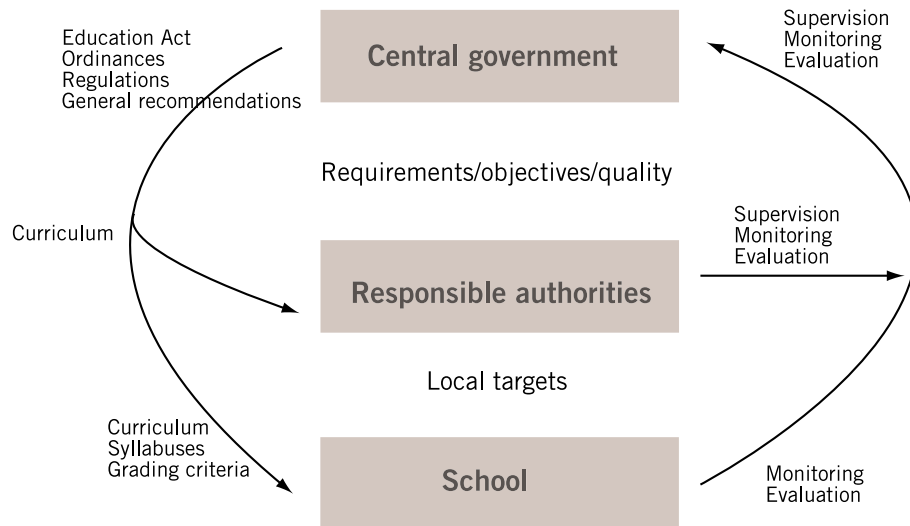 Education Act
Ordinances
Regulations
General recommendations
Central government
Supervision
Monitoring
Evaluation
Requirements/objectives/quality
Curriculum
Supervision
Monitoring
Evaluation
Responsible authorities
Local targets
Curriculum
Syllabuses
Grading criteria
School
Monitoring
Evaluation